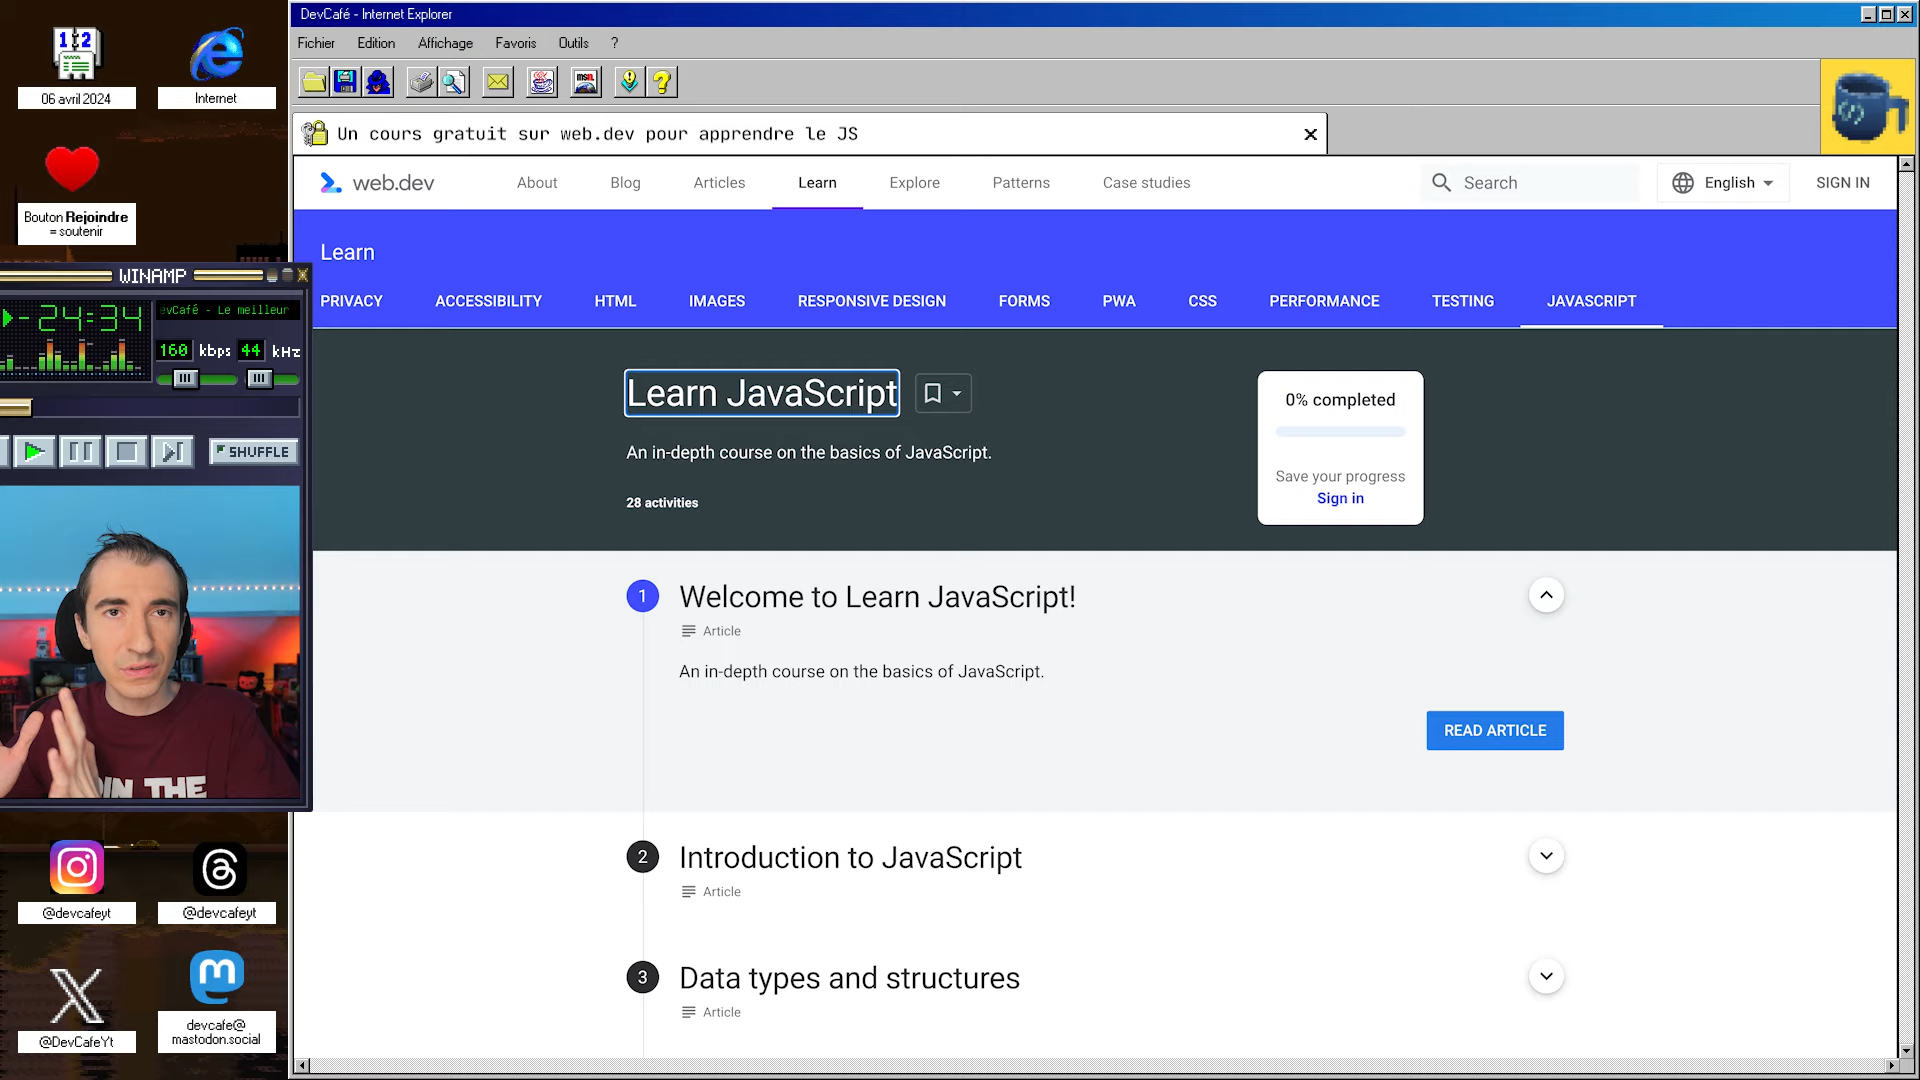 DevCafé - Internet Explorer
Fichier Edition Affichage Favoris Outils ?
msn.
06 avril 2024
Internet
Bouton Rejoindre
= soutenir
Un cours gratuit sur web.dev pour apprendre le JS
web.dev
About Blog Articles Learn Explore Patterns Case studies
Search
English
SIGN IN
Learn
PRIVACY ACCESSIBILITY HTML IMAGES RESPONSIVE DESIGN FORMS PWA CSS PERFORMANCE TESTING JAVASCRIPT
WINAMP
-24:34
evCafé - Le meilleur
160 kbps 44 kHz
SHUFFLE
Learn JavaScript
An in-depth course on the basics of JavaScript.
28 activities
0% completed
Save your progress
Sign in
1 Welcome to Learn JavaScript!
Article
An in-depth course on the basics of JavaScript.
READ ARTICLE
2 Introduction to JavaScript
Article
3 Data types and structures
Article
IN THE
@devcafeyt
@devcafeyt
@DevCafeYt
devcafe@
mastodon.social